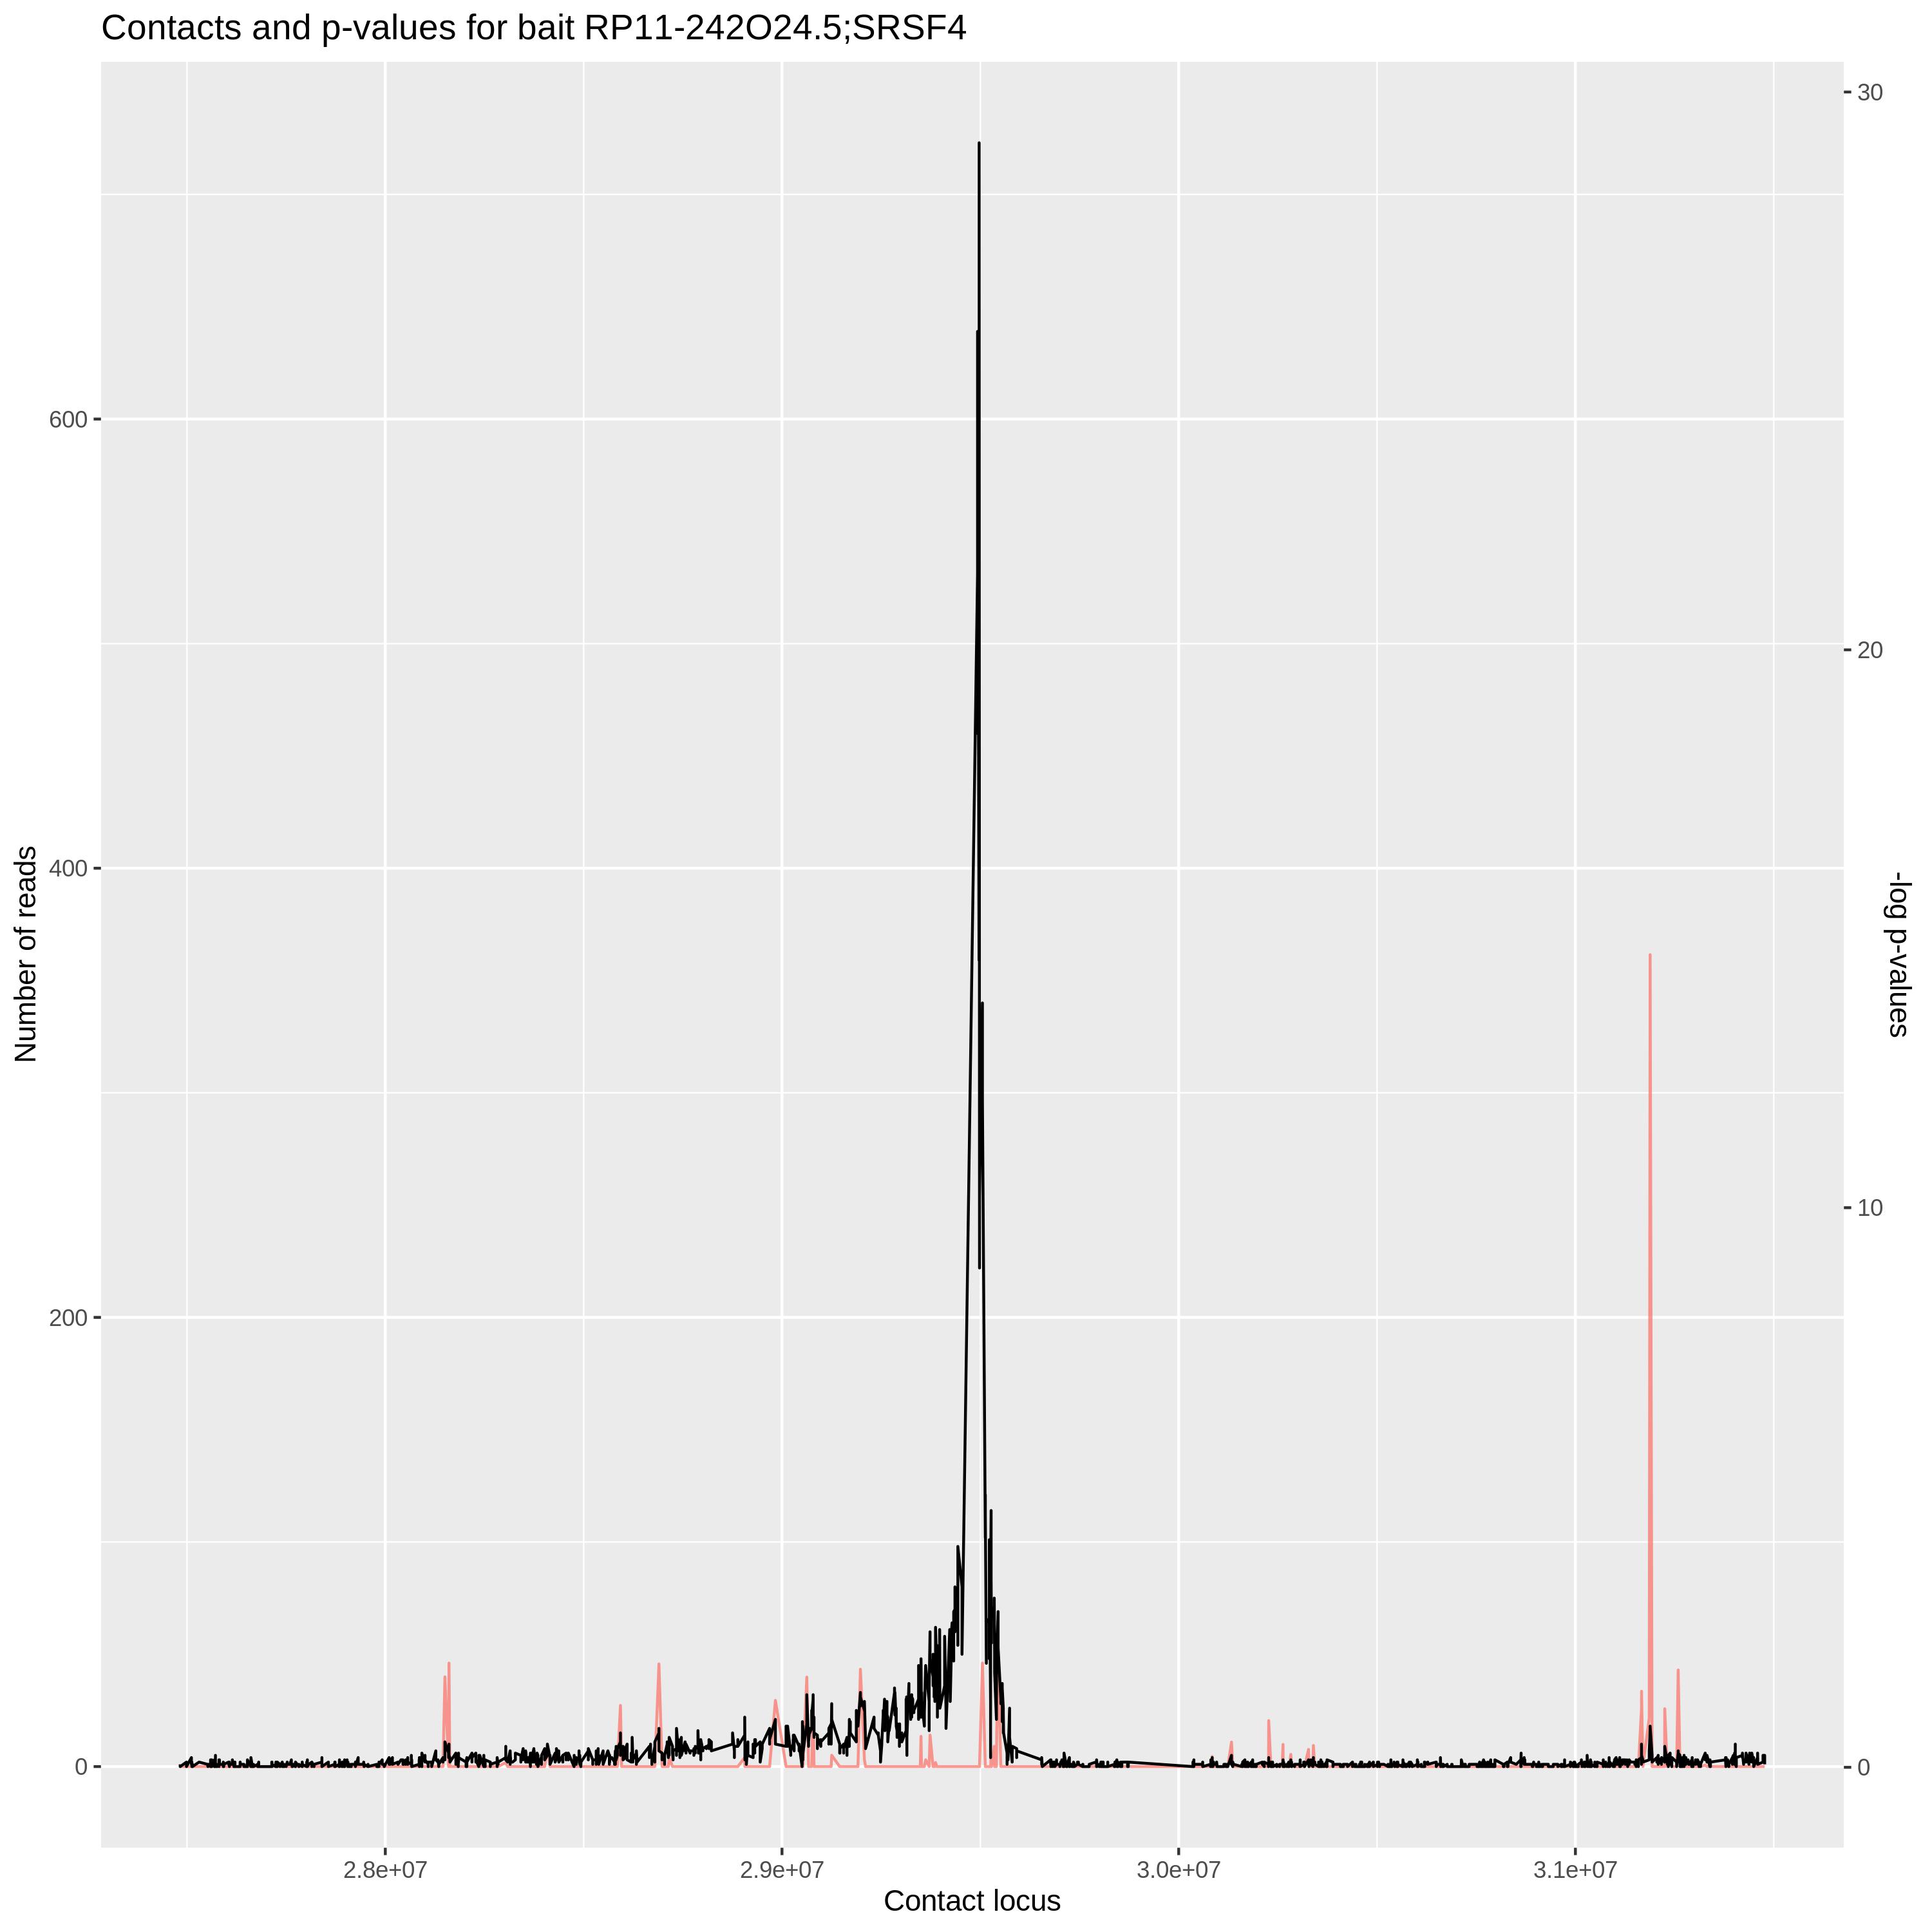 Contacts and p-values for bait RP11-242O24.5;SRSF4
30
600
20
400
Number of reads
-log p-values
10
200
0
0
2.8e+07
2.9e+07
3.0e+07
3.1e+07
Contact locus